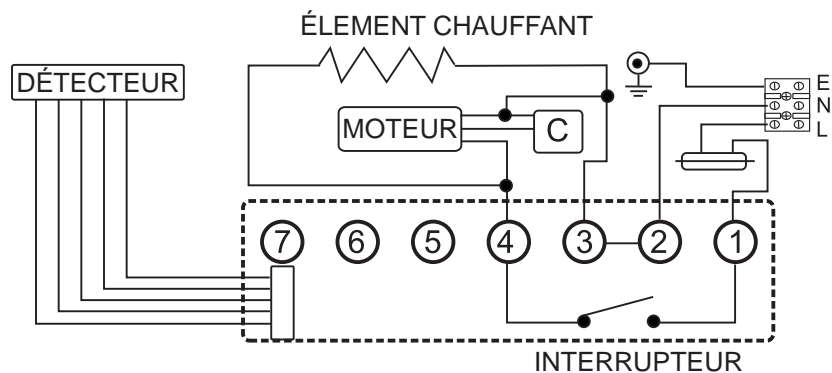 ÉLEMENT CHAUFFANT
DÉTECTEUR
MOTEUR
C
E
N
L
7 6 5 4 3 2 1
INTERRUPTEUR